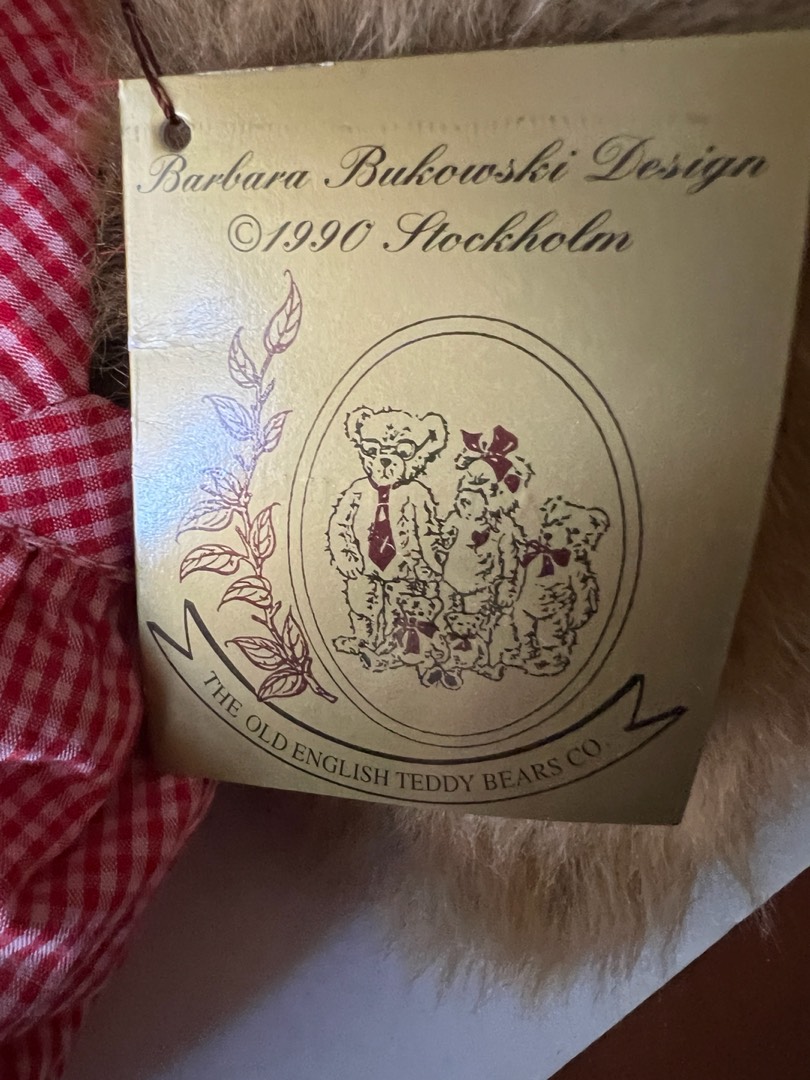 Barbara Bukowski Design
©1990 Stockholm
THE OLD ENGLISH TEDDY BEARS CO.